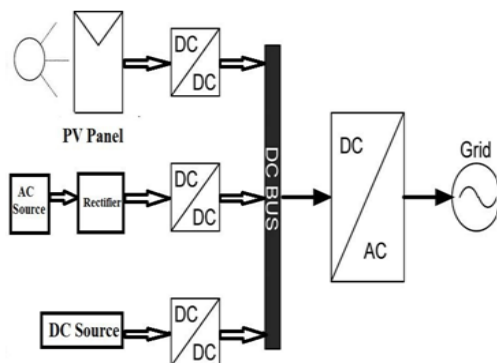 DC
DC
PV Panel
AC
Source
Rectifier
DC
DC
DC Source
DC
DC
DC BUS
DC
AC
Grid